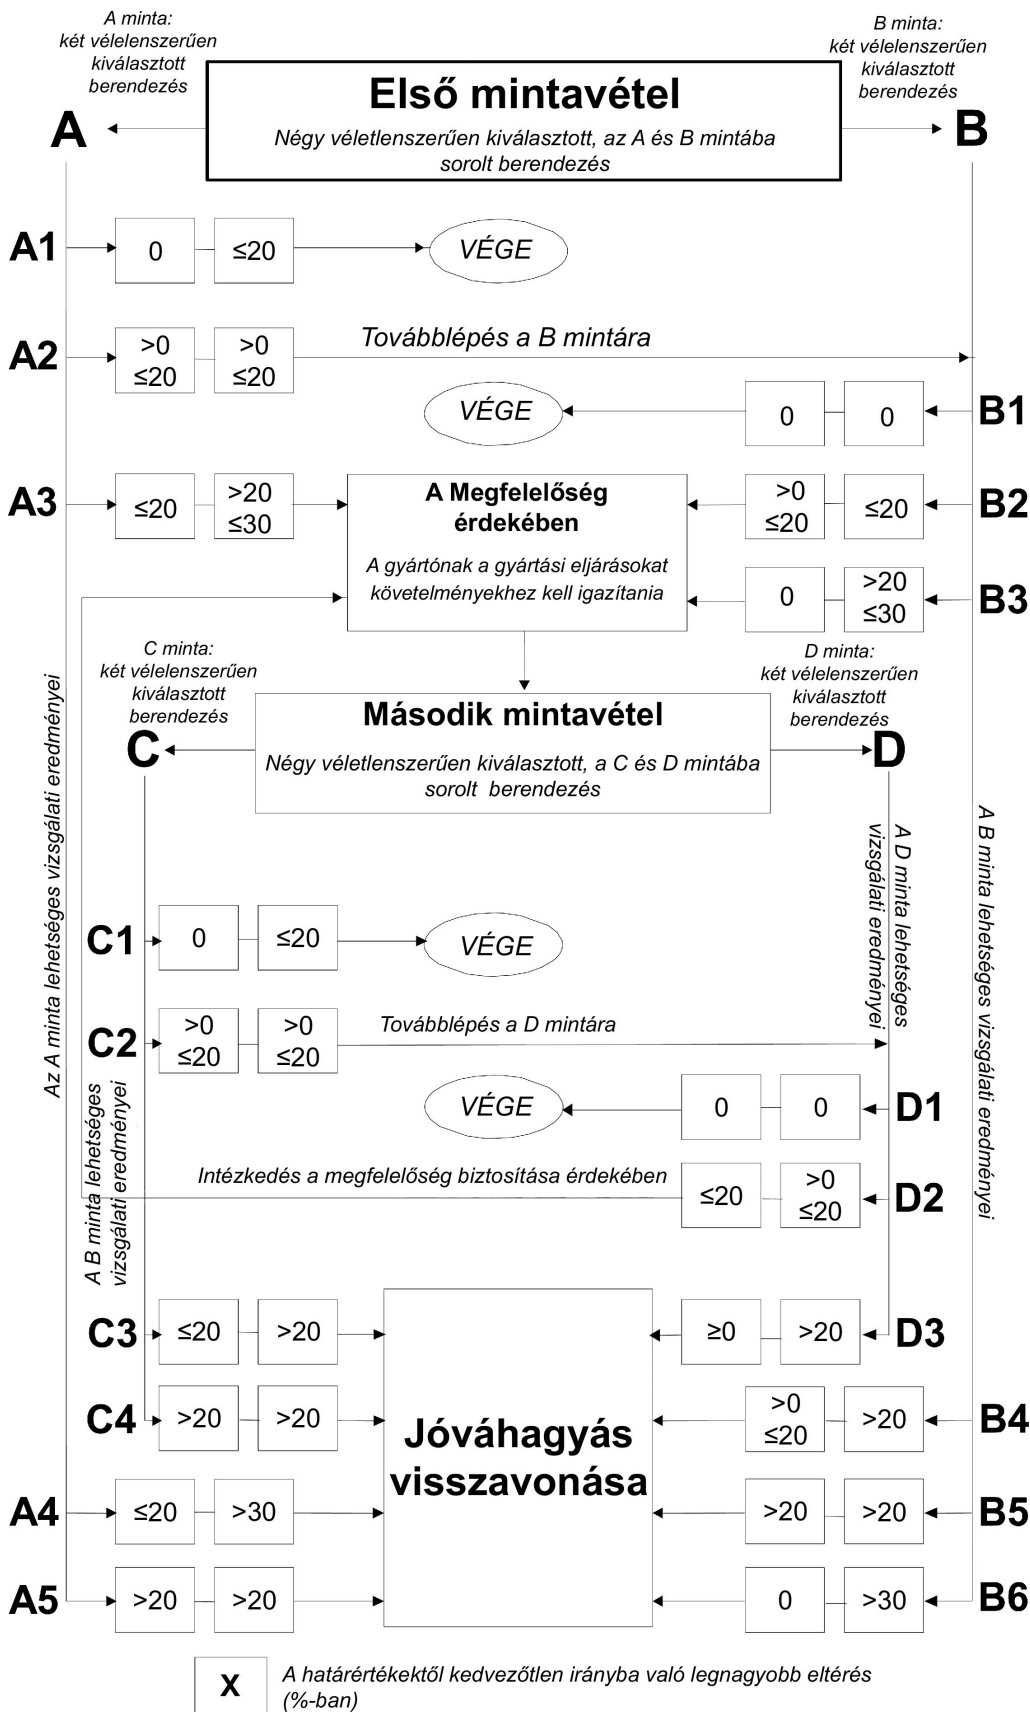 A minta:
két vélelenszerűen
kiválasztott
berendezés
B minta:
két vélelenszerűen
kiválasztott
berendezés
Első mintavétel
Négy véletlenszerűen kiválasztott, az A és B mintába
sorolt berendezés
A
B
A1
0
≤20
VÉGE
A2
>0
≤20
>0
≤20
Továbblépés a B mintára
VÉGE
0
0
B1
A3
≤20
>20
≤30
A Megfelelőség
érdekében
A gyártónak a gyártási eljárásokat
követelményekhez kell igazítania
>0
≤20
≤20
B2
0
>20
≤30
B3
C minta:
két vélelenszerűen
kiválasztott
berendezés
D minta:
két vélelenszerűen
kiválasztott
berendezés
Második mintavétel
Négy véletlenszerűen kiválasztott, a C és D mintába
sorolt berendezés
C
D
Az A minta lehetséges vizsgálati eredményei
A D minta lehetséges
vizsgálati eredményei
A B minta lehetséges vizsgálati eredményei
C1
0
≤20
VÉGE
C2
>0
≤20
>0
≤20
Továbblépés a D mintára
A B minta lehetséges
vizsgálati eredményei
VÉGE
0
0
D1
Intézkedés a megfelelőség biztosítása érdekében
≤20
>0
≤20
D2
C3
≤20
>20
≥0
>20
D3
Jóváhagyás
visszavonása
C4
>20
>20
>0
≤20
>20
B4
A4
≤20
>30
>20
>20
B5
A5
>20
>20
0
>30
B6
X
A határértékektől kedvezőtlen irányba való legnagyobb eltérés
(%-ban)